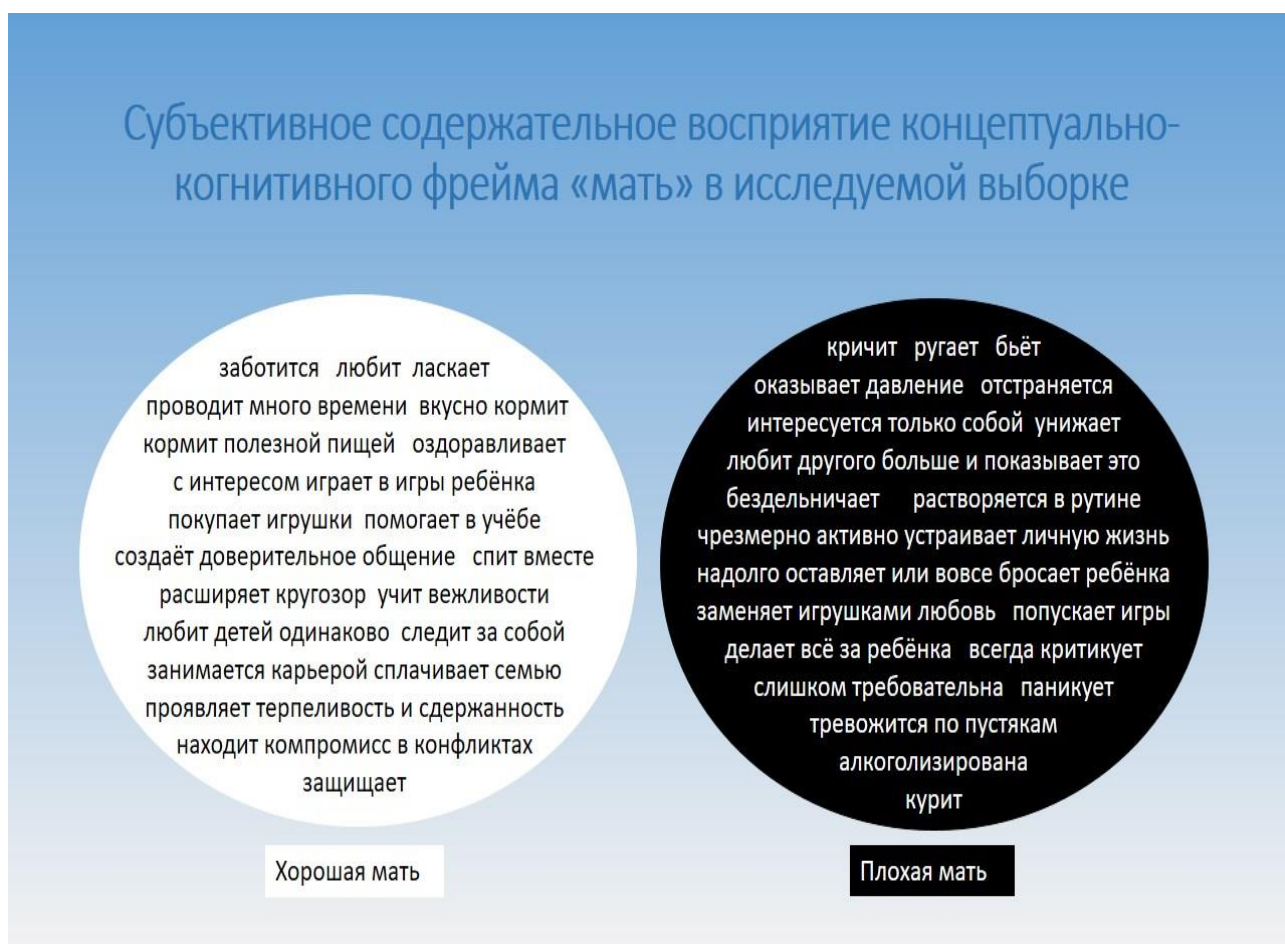 Субъективное содержательное восприятие концептуально-
когнитивного фрейма «мать» в исследуемой выборке
заботится любит ласкает
проводит много времени вкусно кормит
кормит полезной пищей оздоравливает
с интересом играет в игры ребёнка
покупает игрушки помогает в учёбе
создаёт доверительное общение спит вместе
расширяет кругозор учит вежливости
любит детей одинаково следит за собой
занимается карьерой сплачивает семью
проявляет терпеливость и сдержанность
находит компромисс в конфликтах
защищает
Хорошая мать
кричит ругает бьёт
оказывает давление отстраняется
интересуется только собой унижает
любит другого больше и показывает это
бездельничает растворяется в рутине
чрезмерно активно устраивает личную жизнь
надолго оставляет или вовсе бросает ребёнка
заменяет игрушками любовь попускает игры
делает всё за ребёнка всегда критикует
слишком требовательна паникует
тревожится по пустякам
алкоголизирована
курит
Плохая мать